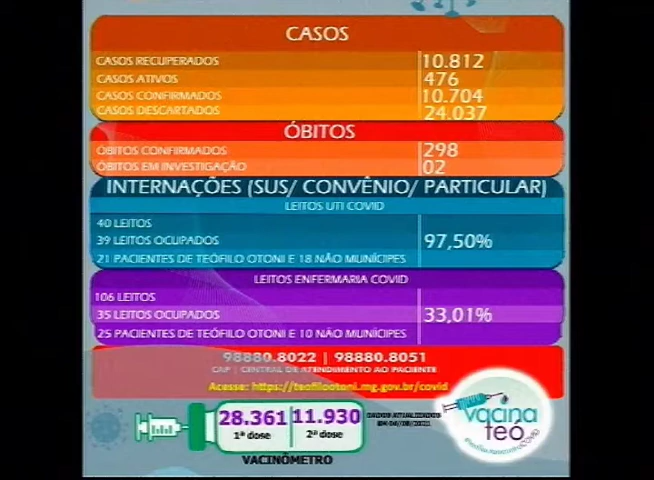 CASOS
CASOS RECUPERADOS 10.812
CASOS ATIVOS 476
CASOS CONFIRMADOS 10.704
CASOS DESCARTADOS 24.037
ÓBITOS
ÓBITOS CONFIRMADOS 298
ÓBITOS EM INVESTIGAÇÃO 02
INTERNAÇÕES (SUS/ CONVÊNIO/ PARTICULAR)
LEITOS UTI COVID
40 LEITOS
39 LEITOS OCUPADOS 97,50%
21 PACIENTES DE TEÓFILO OTONI E 18 NÃO MUNÍCIPES
LEITOS ENFERMARIA COVID
106 LEITOS
35 LEITOS OCUPADOS 33,01%
25 PACIENTES DE TEÓFILO OTONI E 10 NÃO MUNÍCIPES
98880.8022 | 98880.8051
CAP | CENTRAL DE ATENDIMENTO AO PACIENTE
Acesse: https://teofilootoni.mg.gov.br/covid
28.361 11.930
1ª dose 2ª dose
DADOS ATUALIZADOS
VACINÔMETRO
vacina
teó